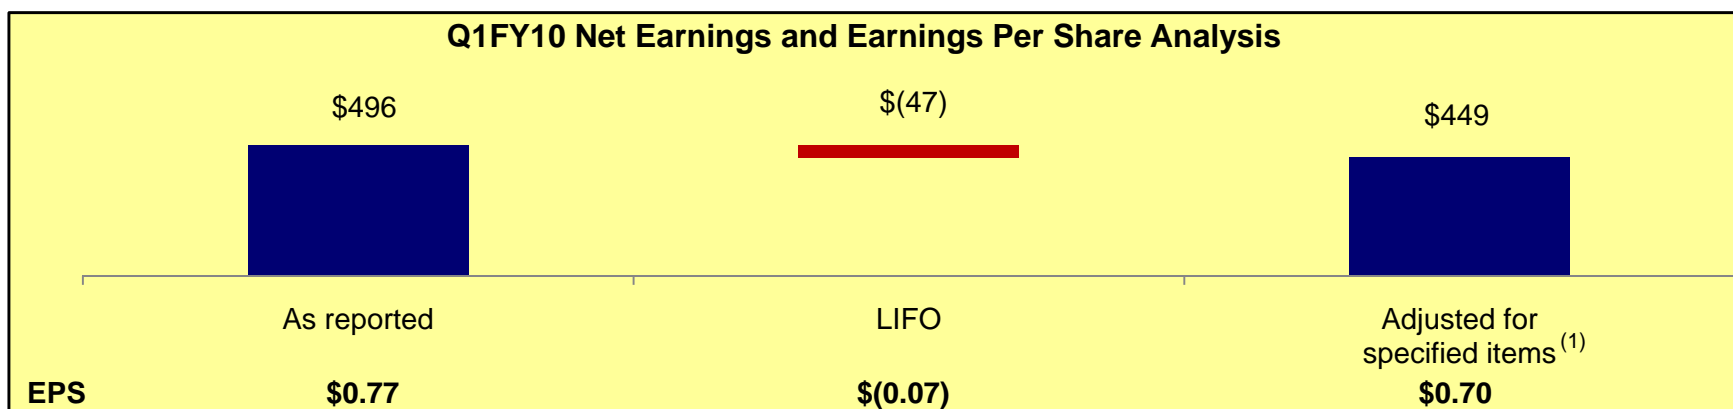 Q1FY10 Net Earnings and Earnings Per Share Analysis
$496 $(47) $449
As reported LIFO Adjusted for
specified items (1)
EPS $0.77 $(0.07) $0.70